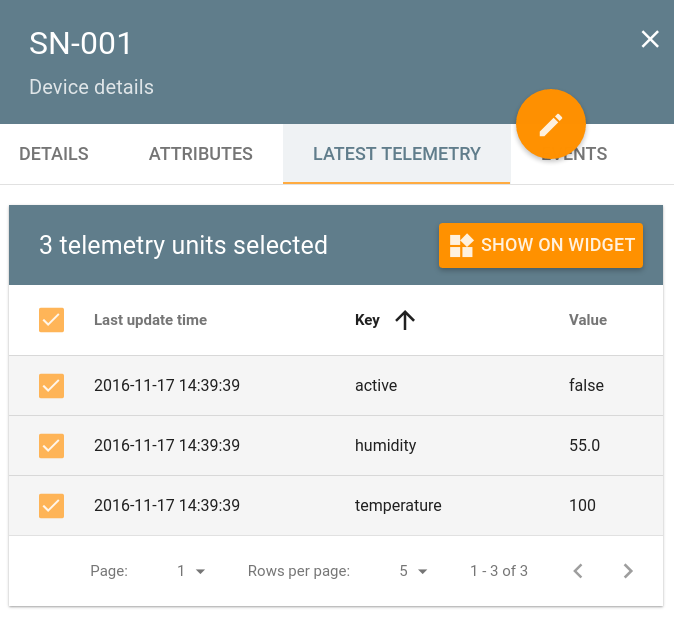 SN-001
Device details
DETAILS ATTRIBUTES LATEST TELEMETRY
3 telemetry units selected SHOW ON WIDGET
Last update time Key Value
2016-11-17 14:39:39 active false
2016-11-17 14:39:39 humidity 55.0
2016-11-17 14:39:39 temperature 100
Page: 1 Rows per page: 5 1 - 3 of 3